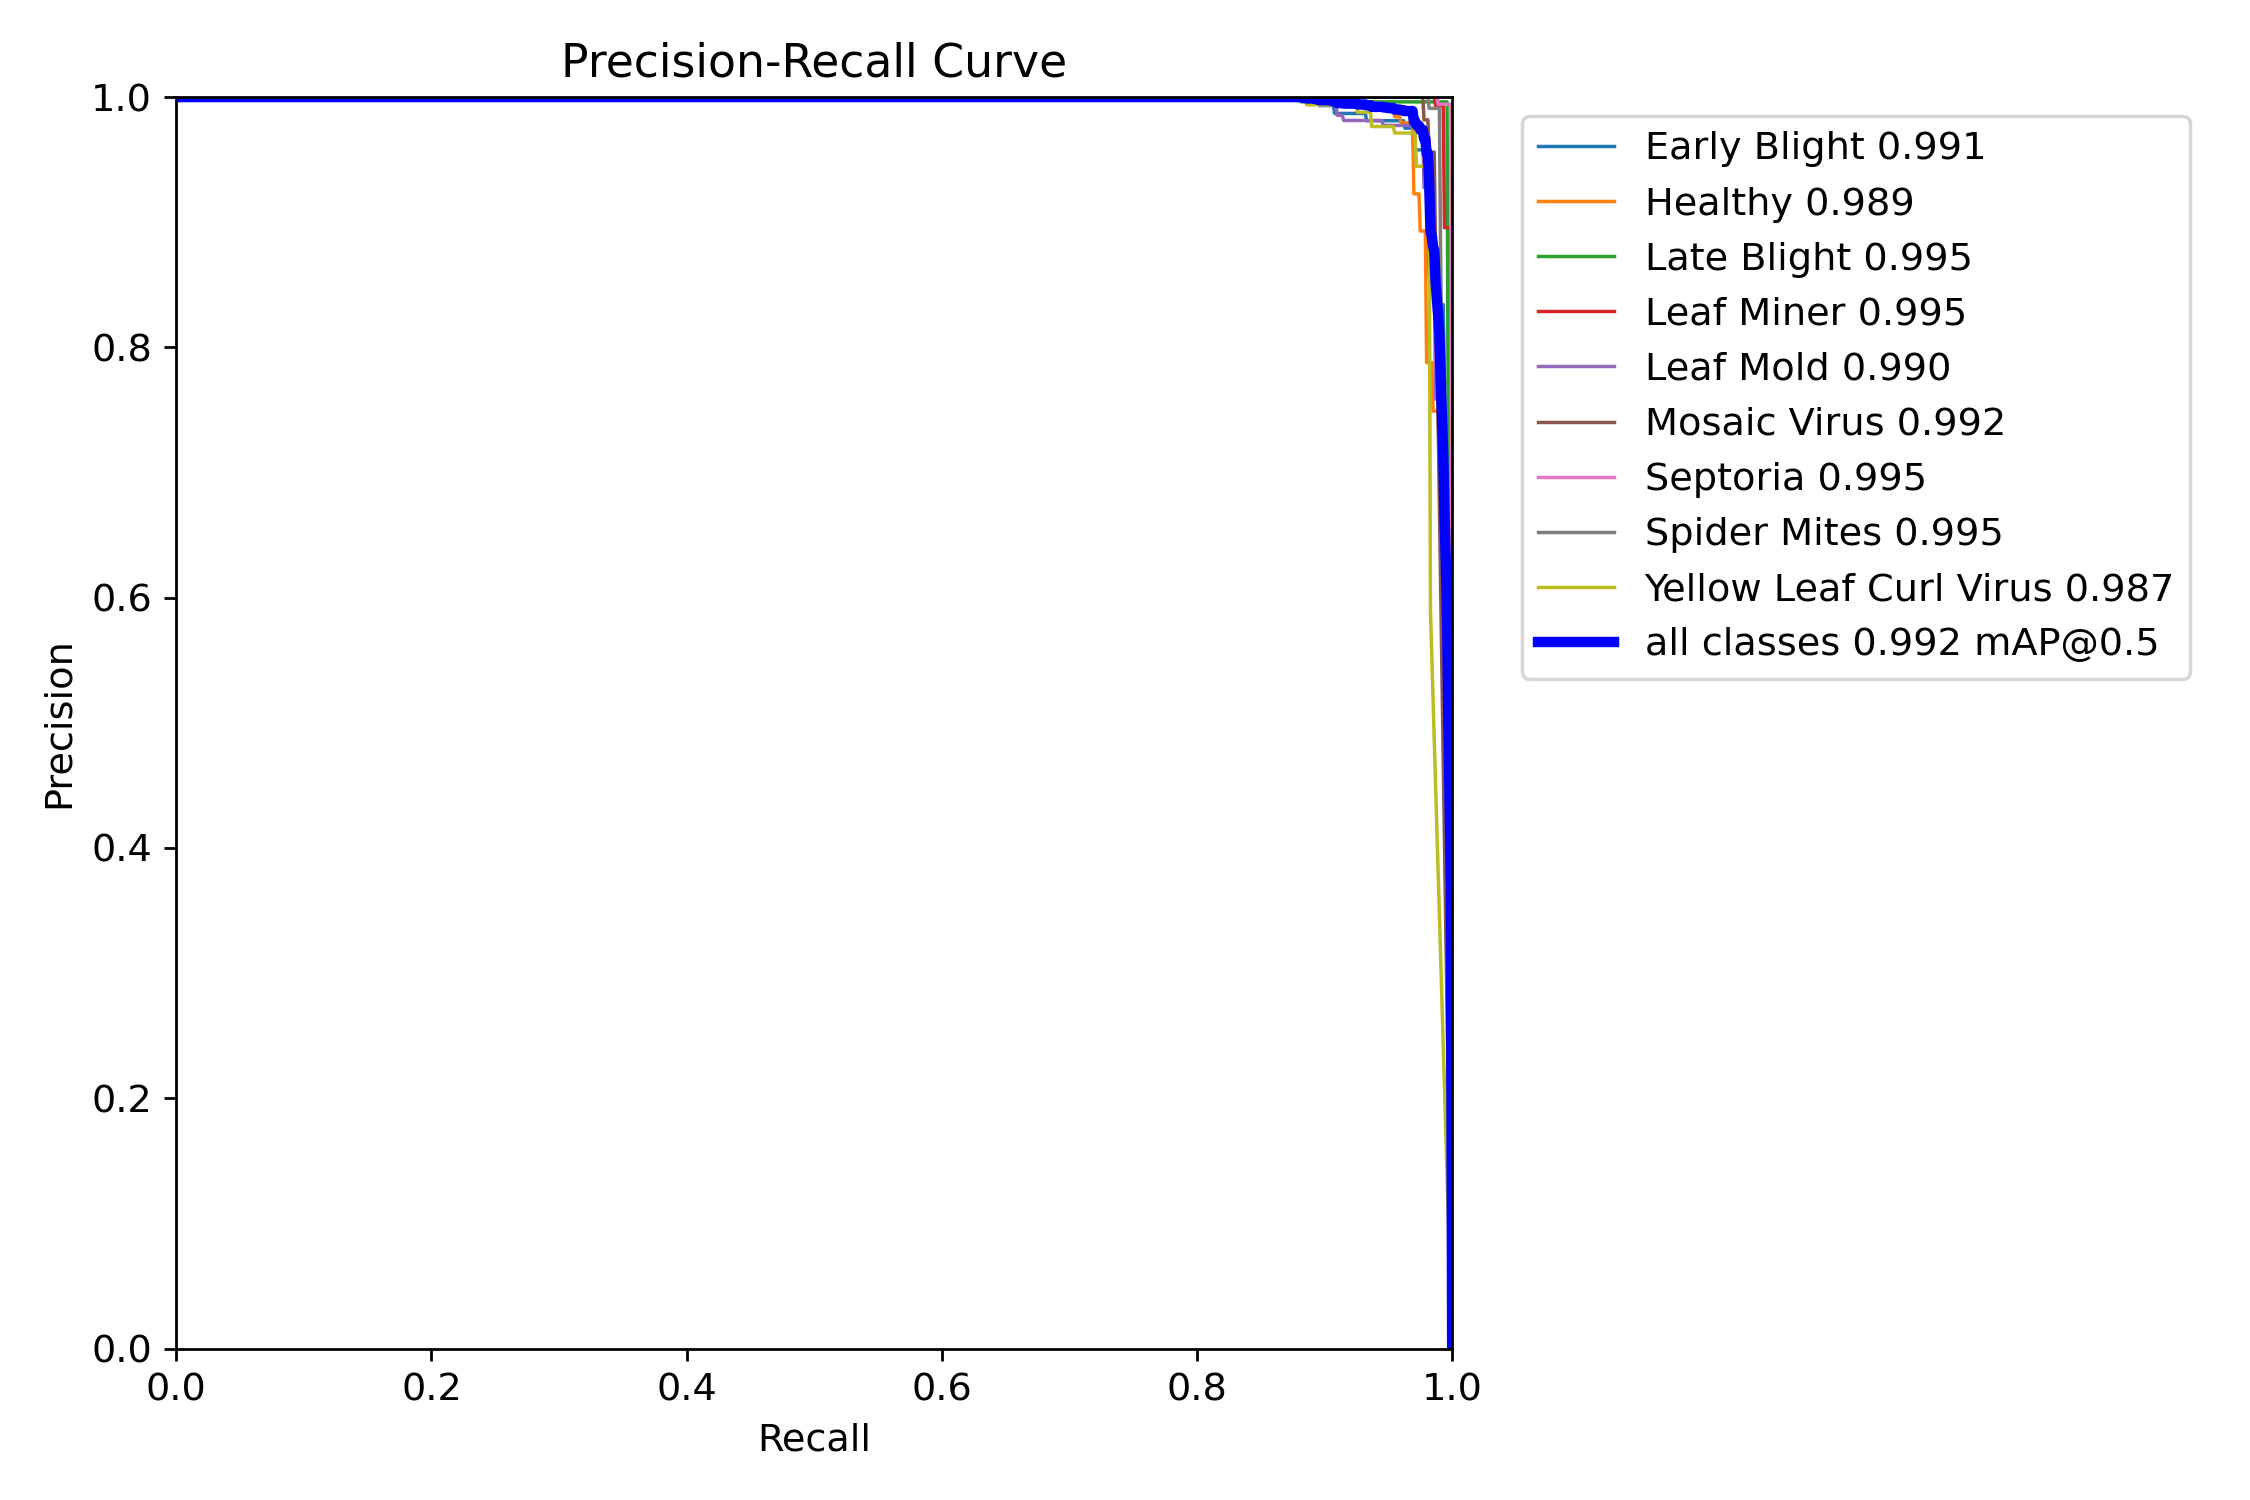 Precision-Recall Curve
1.0
0.8
0.6
0.4
0.2
0.0
Precision
0.0 0.2 0.4 0.6 0.8 1.0
Recall
Early Blight 0.991
Healthy 0.989
Late Blight 0.995
Leaf Miner 0.995
Leaf Mold 0.990
Mosaic Virus 0.992
Septoria 0.995
Spider Mites 0.995
Yellow Leaf Curl Virus 0.987
all classes 0.992 mAP@0.5